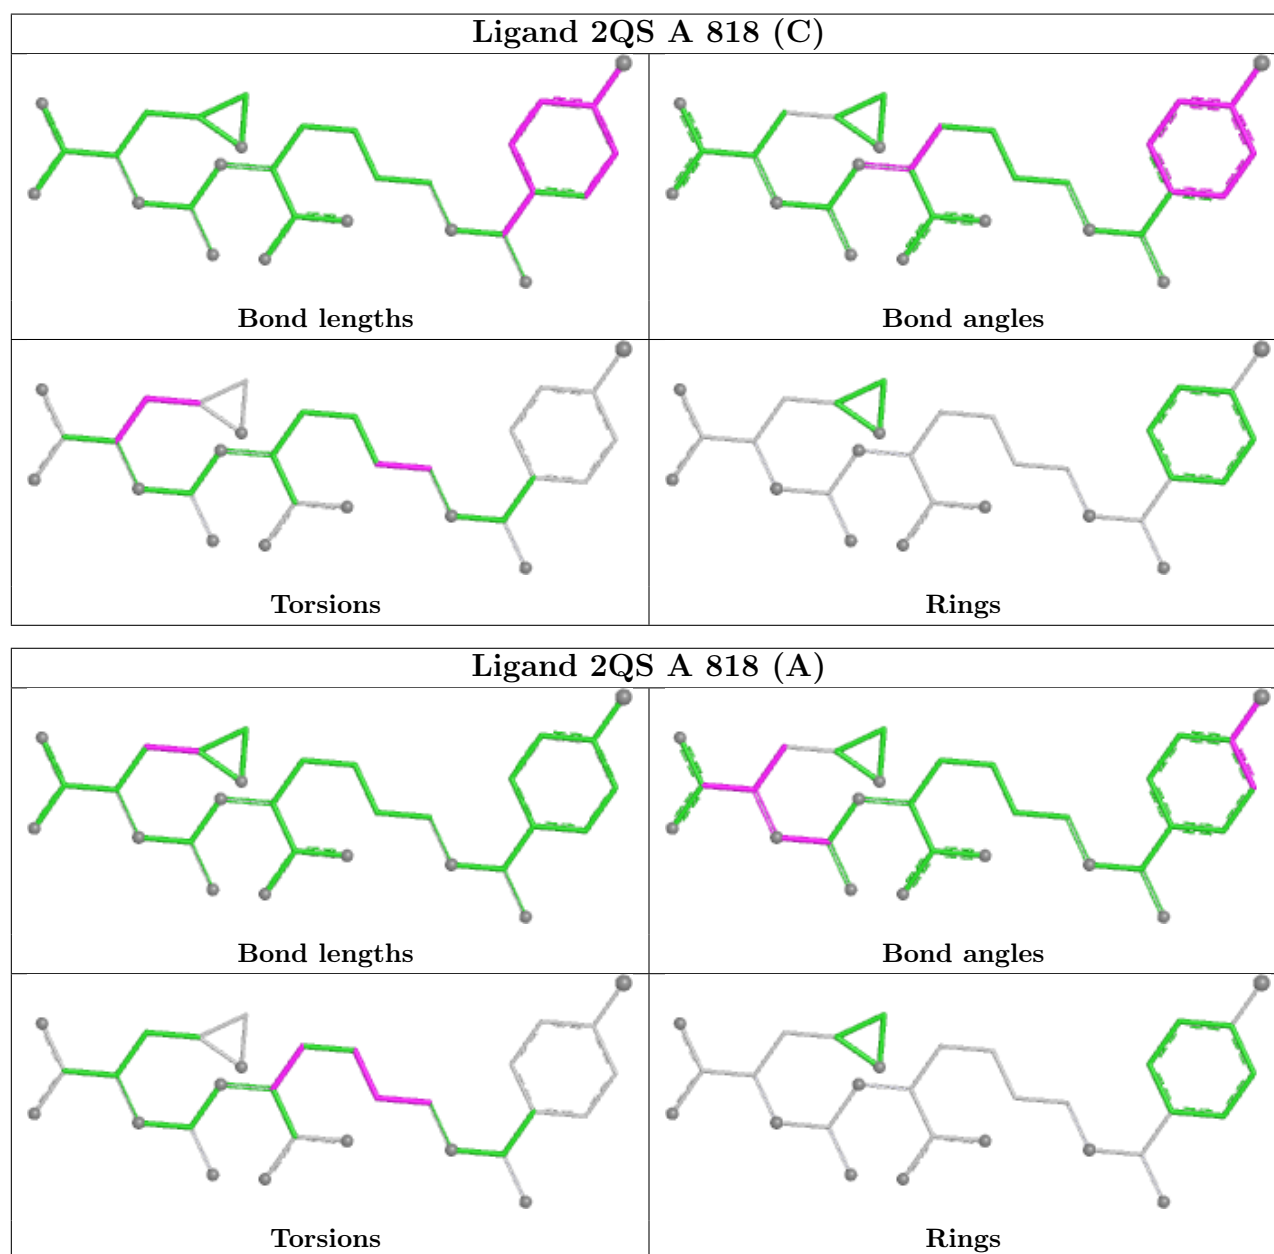 Ligand 2QS A 818 (C)
Bond lengths
Bond angles
Torsions
Rings
Ligand 2QS A 818 (A)
Bond lengths
Bond angles
Torsions
Rings